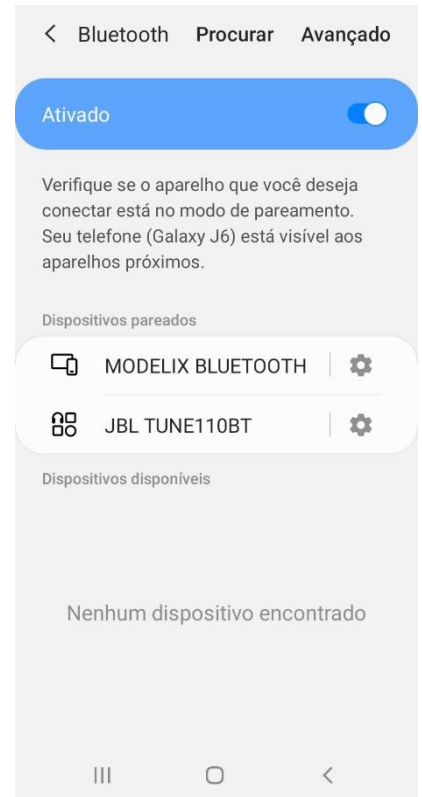 Bluetooth Procurar Avançado
Ativado
Verifique se o aparelho que você deseja
conectar está no modo de pareamento.
Seu telefone (Galaxy J6) está visível aos
aparelhos próximos.
Dispositivos pareados
MODELIX BLUETOOTH
JBL TUNE110BT
Dispositivos disponíveis
Nenhum dispositivo encontrado